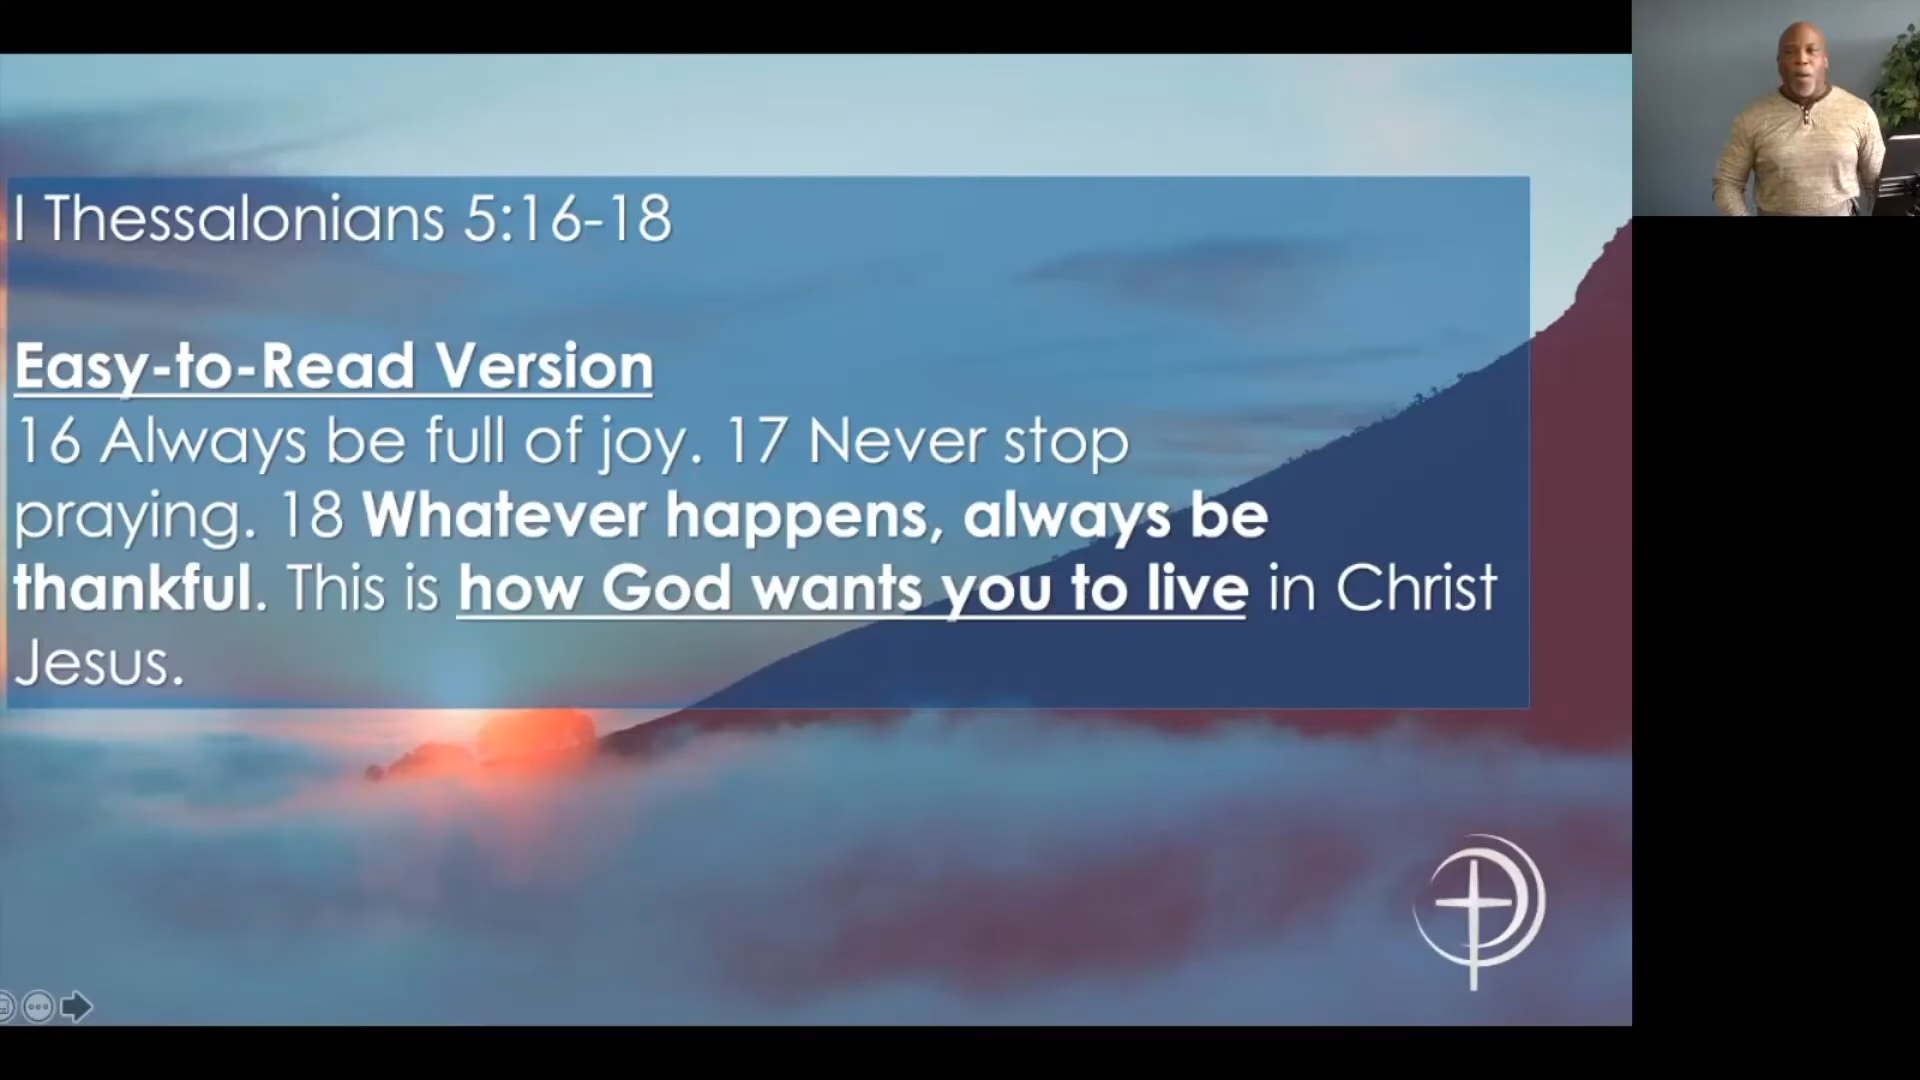 I Thessalonians 5:16-18
Easy-to-Read Version
16 Always be full of joy. 17 Never stop
praying. 18 Whatever happens, always be
thankful. This is how God wants you to live in Christ
Jesus.